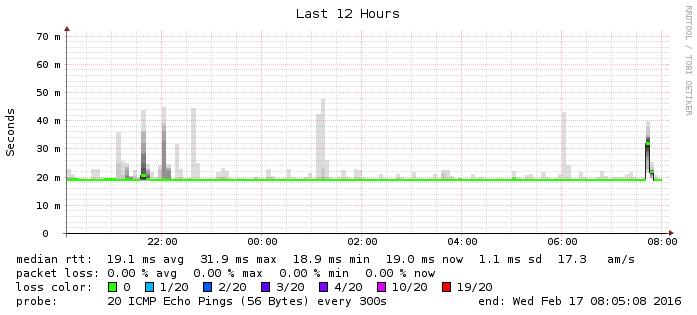 Last 12 Hours
RRDTOOL / TOBI OETIKER
Seconds
70 m
60 m
50 m
40 m
30 m
20 m
10 m
0
22:00 00:00 02:00 04:00 06:00 08:00
median rtt: 19.1 ms avg 31.9 ms max 18.9 ms min 19.0 ms now 1.1 ms sd 17.3 am/s
packet loss: 0.00 % avg 0.00 % max 0.00 % min 0.00 % now
loss color: 0 1/20 2/20 3/20 4/20 10/20 19/20
probe: 20 ICMP Echo Pings (56 Bytes) every 300s end: Wed Feb 17 08:05:08 2016